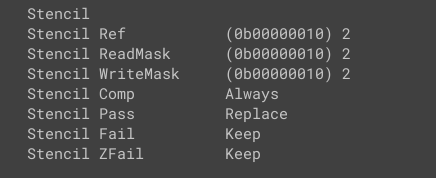 Stencil
Stencil Ref (0b00000010) 2
Stencil ReadMask (0b00000010) 2
Stencil WriteMask (0b00000010) 2
Stencil Comp Always
Stencil Pass Replace
Stencil Fail Keep
Stencil ZFail Keep